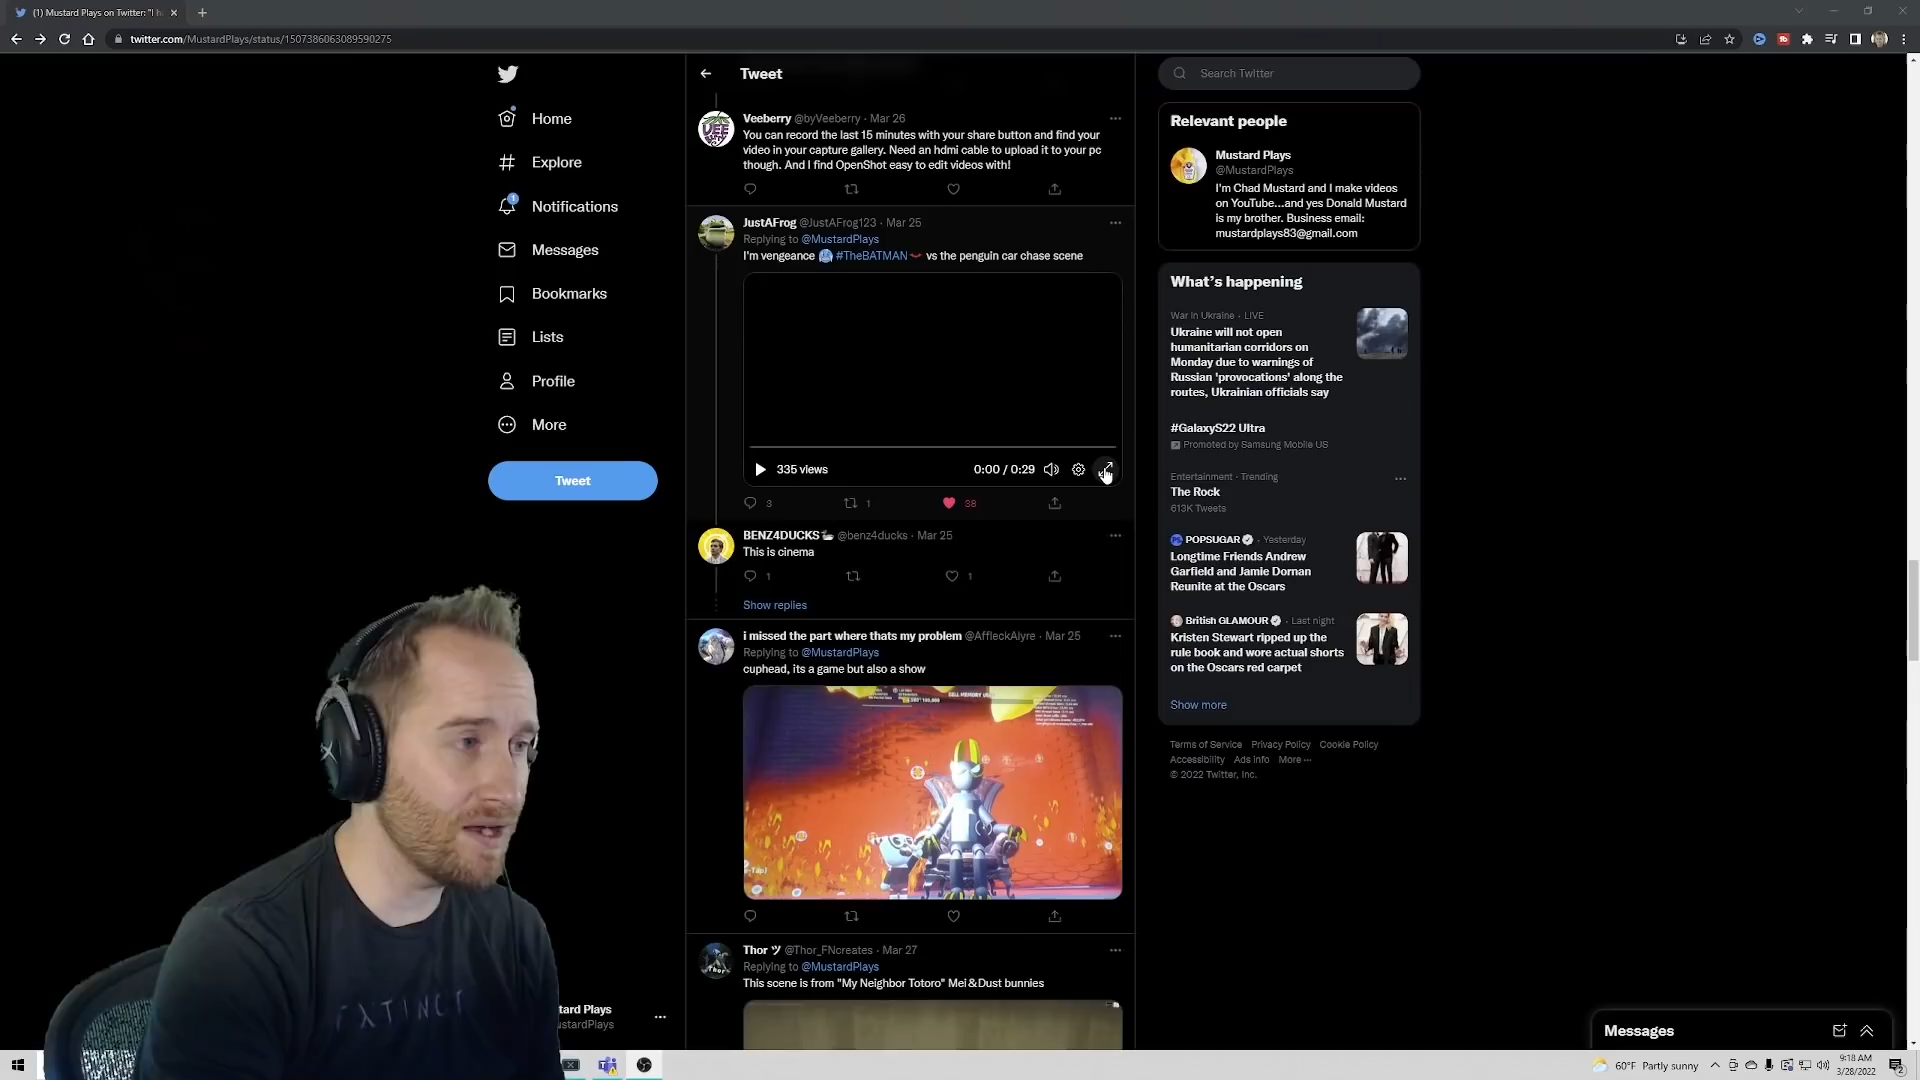 (1) Mustard Plays on Twitter: "I h
twitter.com/MustardPlays/status/1507386063089590275
Home
Explore
1
Notifications
Messages
Bookmarks
Lists
Profile
More
Tweet
tard Plays
ustardPlays
Tweet
Veeberry @byVeeberry · Mar 26
You can record the last 15 minutes with your share button and find your
video in your capture gallery. Need an hdmi cable to upload it to your pc
though. And I find OpenShot easy to edit videos with!
JustAFrog @JustAFrog123 · Mar 25
Replying to @MustardPlays
I'm vengeance #TheBATMAN vs the penguin car chase scene
335 views
0:00 / 0:29
3 1 38
BENZ4DUCKS @benz4ducks · Mar 25
This is cinema
1 1
Show replies
i missed the part where thats my problem @AffleckAlyre · Mar 25
Replying to @MustardPlays
cuphead, its a game but also a show
Thor ツ @Thor_FNcreates · Mar 27
Replying to @MustardPlays
This scene is from "My Neighbor Totoro" Mei&Dust bunnies
Search Twitter
Relevant people
Mustard Plays
@MustardPlays
I'm Chad Mustard and I make videos
on YouTube...and yes Donald Mustard
is my brother. Business email:
mustardplays83@gmail.com
What's happening
War in Ukraine · LIVE
Ukraine will not open
humanitarian corridors on
Monday due to warnings of
Russian 'provocations' along the
routes, Ukrainian officials say
#GalaxyS22 Ultra
Promoted by Samsung Mobile US
Entertainment · Trending
The Rock
613K Tweets
POPSUGAR · Yesterday
Longtime Friends Andrew
Garfield and Jamie Dornan
Reunite at the Oscars
British GLAMOUR · Last night
Kristen Stewart ripped up the
rule book and wore actual shorts
on the Oscars red carpet
Show more
Terms of Service Privacy Policy Cookie Policy
Accessibility Ads info More ···
© 2022 Twitter, Inc.
Messages
EXTINCT
60°F Partly sunny
9:18 AM
3/28/2022